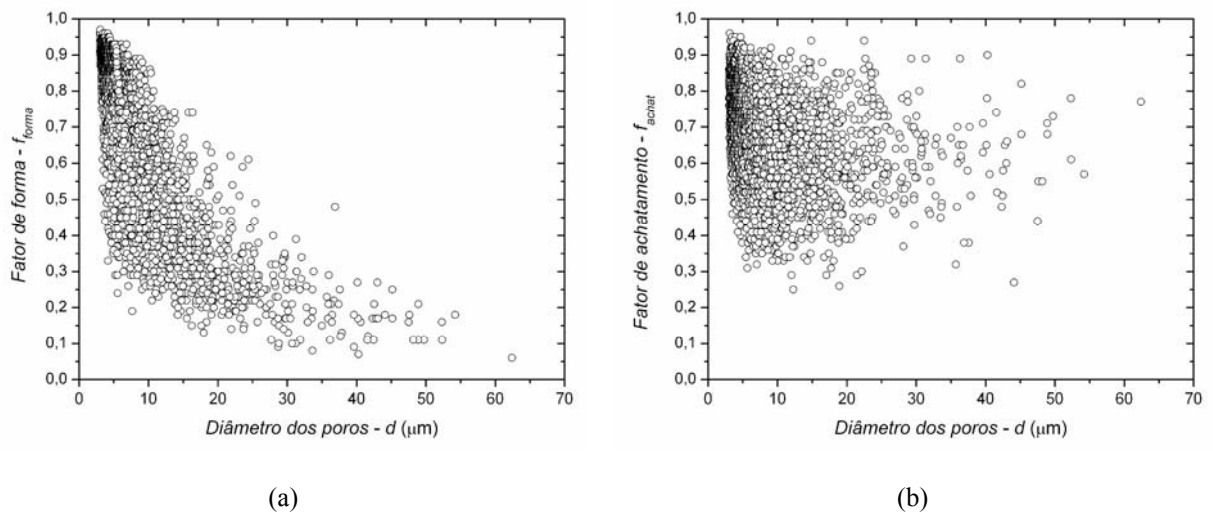 1,0
0,9
0,8
0,7
0,6
0,5
0,4
0,3
0,2
0,1
0,0
Fator de forma - f_forma
0 10 20 30 40 50 60 70
Diâmetro dos poros - d (μm)
(a)
1,0
0,9
0,8
0,7
0,6
0,5
0,4
0,3
0,2
0,1
0,0
Fator de achatamento - f_achat
0 10 20 30 40 50 60 70
Diâmetro dos poros - d (μm)
(b)